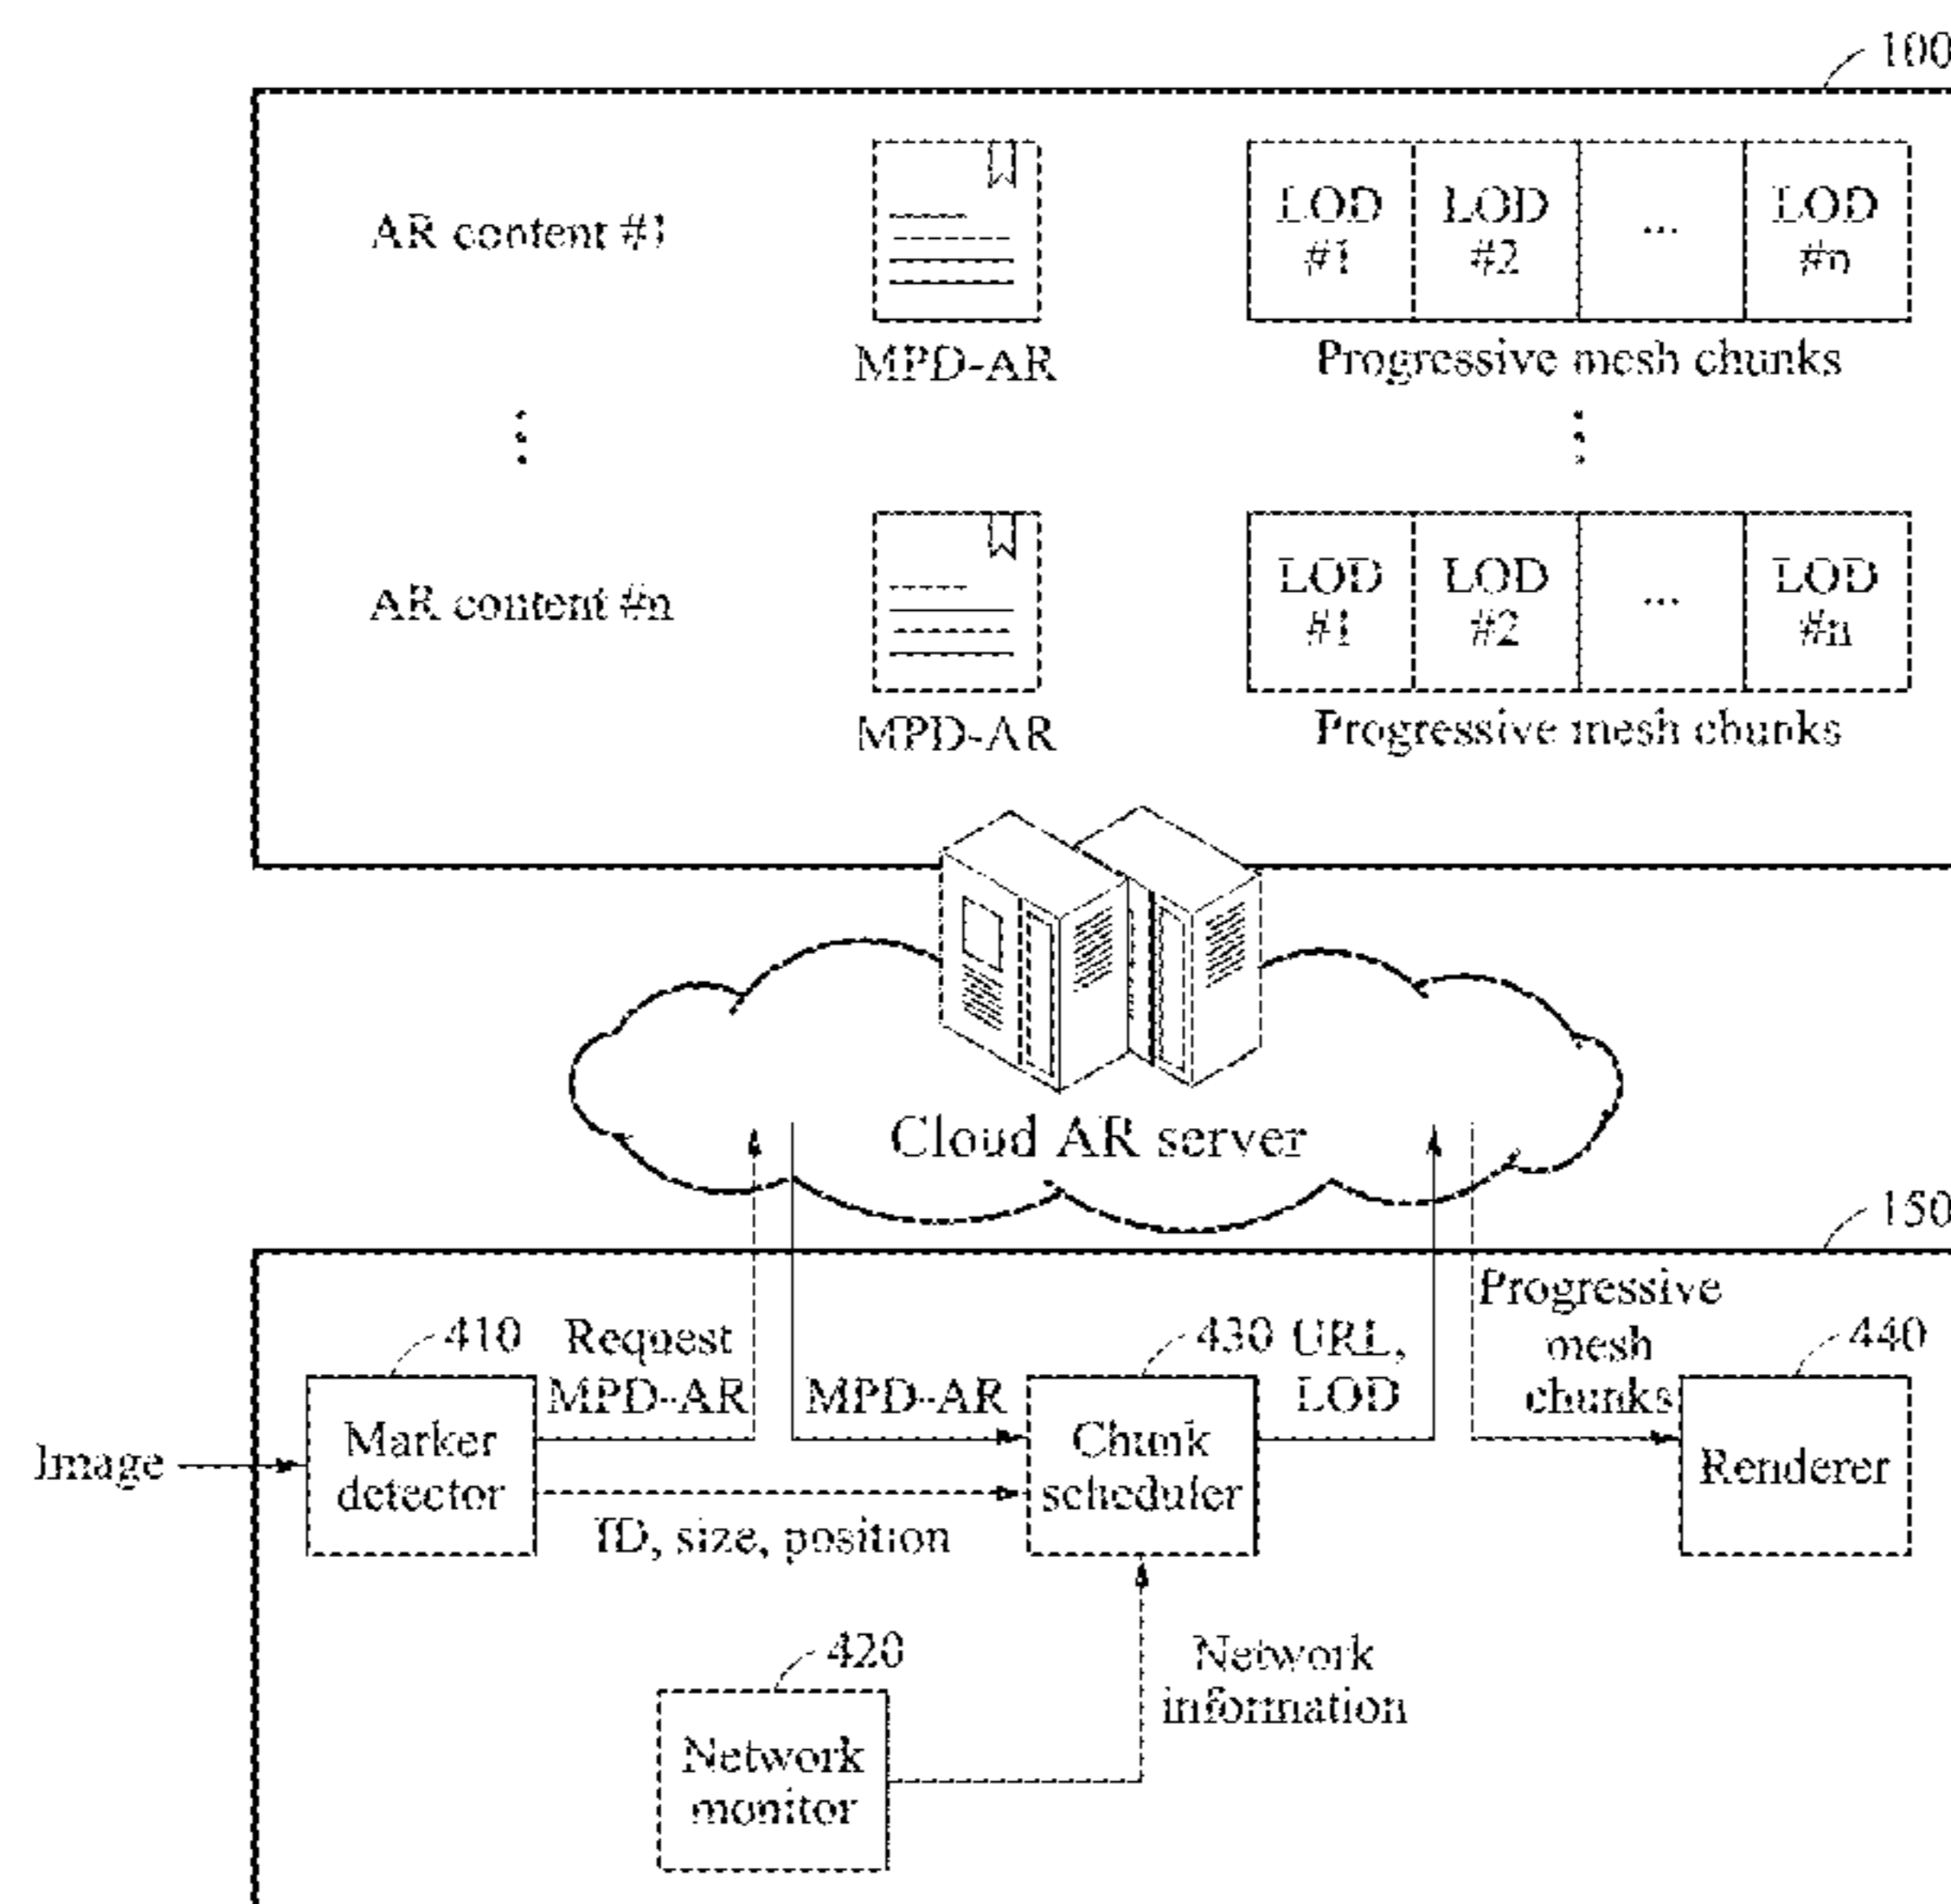 100
AR content #1
LOD
#1
LOD
#2
...
LOD
#n
MPD-AR
Progressive mesh chunks
AR content #n
LOD
#1
LOD
#2
...
LOD
#n
MPD-AR
Progressive mesh chunks
Cloud AR server
150
Image
410
Marker
detector
Request
MPD-AR
MPD-AR
ID, size, position
430
Chunk
scheduler
URL,
LOD
Progressive
mesh
chunks
440
Renderer
420
Network
monitor
Network
information